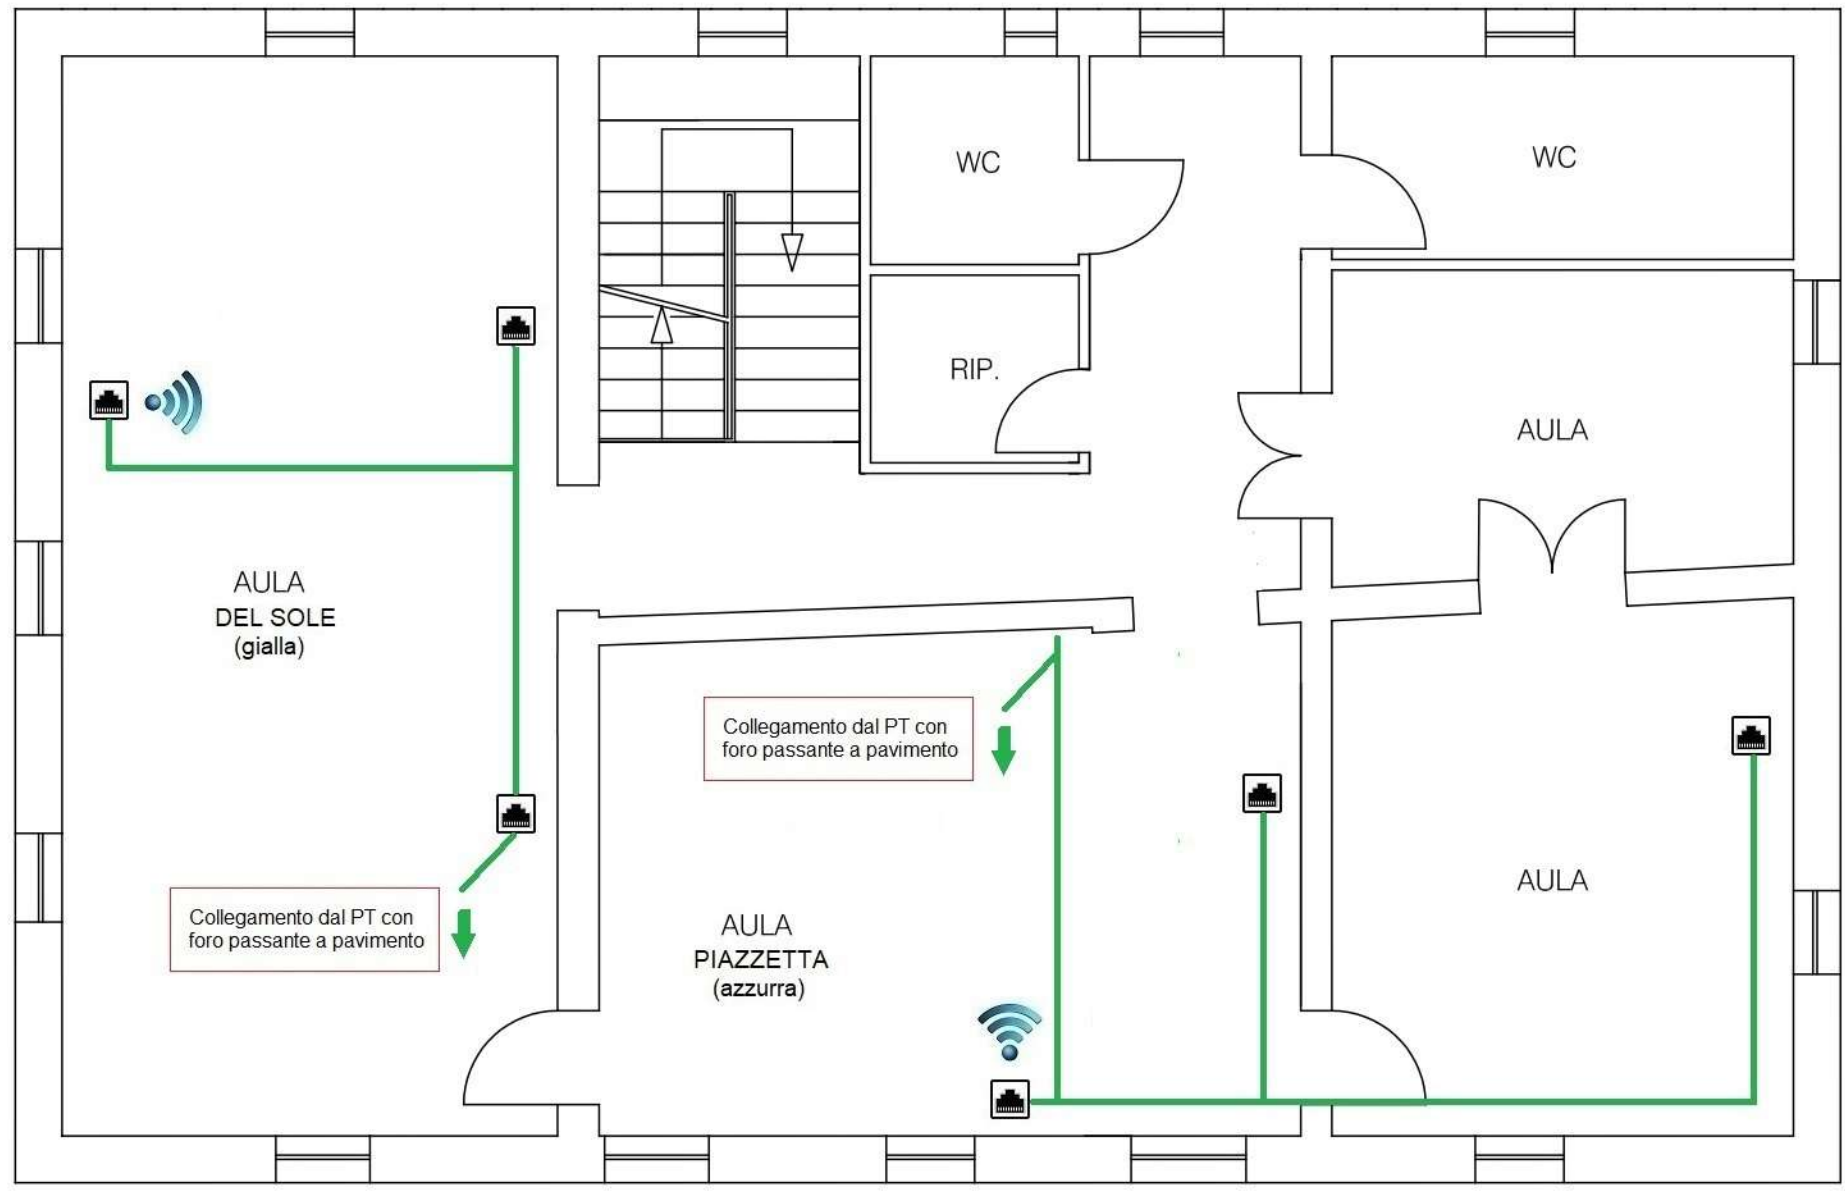 WC
WC
RIP.
AULA
AULA
DEL SOLE
(gialla)
Collegamento dal PT con
foro passante a pavimento
AULA
Collegamento dal PT con
foro passante a pavimento
AULA
PIAZZETTA
(azzurra)